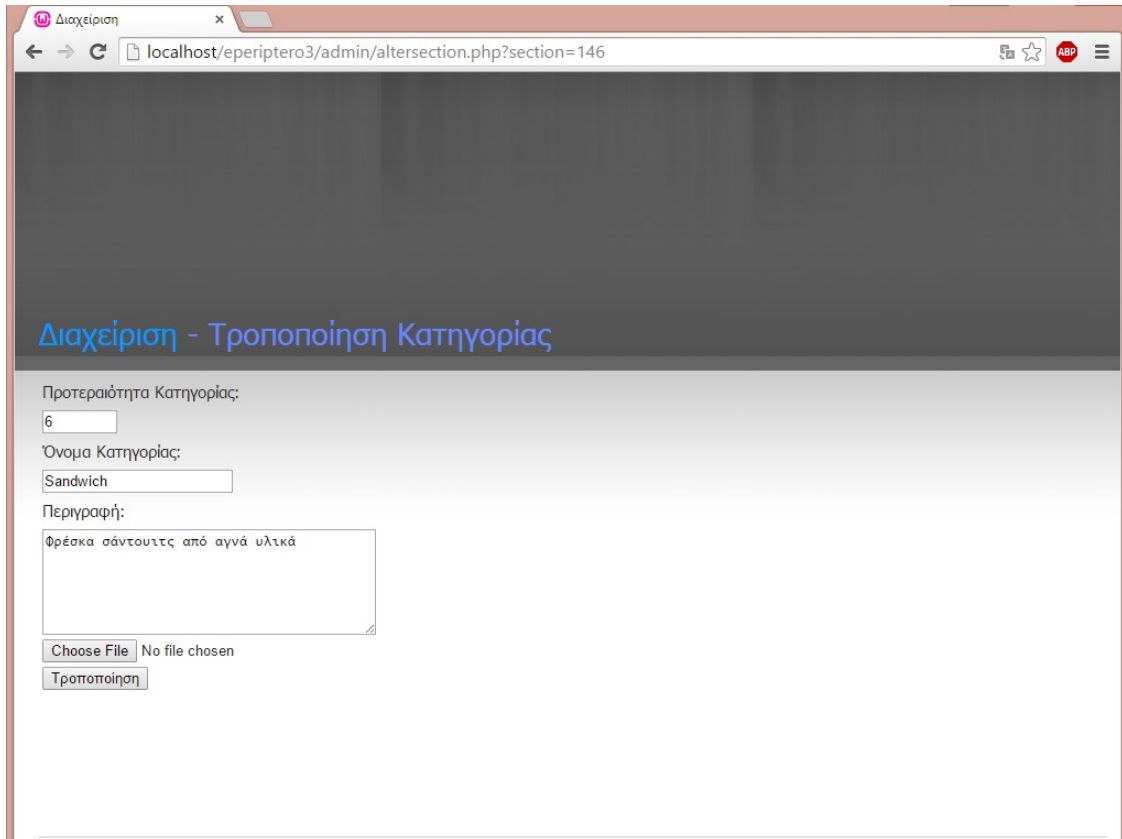 Διαχείριση
localhost/eperiptero3/admin/altersection.php?section=146
ABP
Διαχείριση - Τροποποίηση Κατηγορίας
Προτεραιότητα Κατηγορίας:
6
Όνομα Κατηγορίας:
Sandwich
Περιγραφή:
Φρέσκα σάντουιτς από αγνά υλικά
Choose File No file chosen
Τροποποίηση